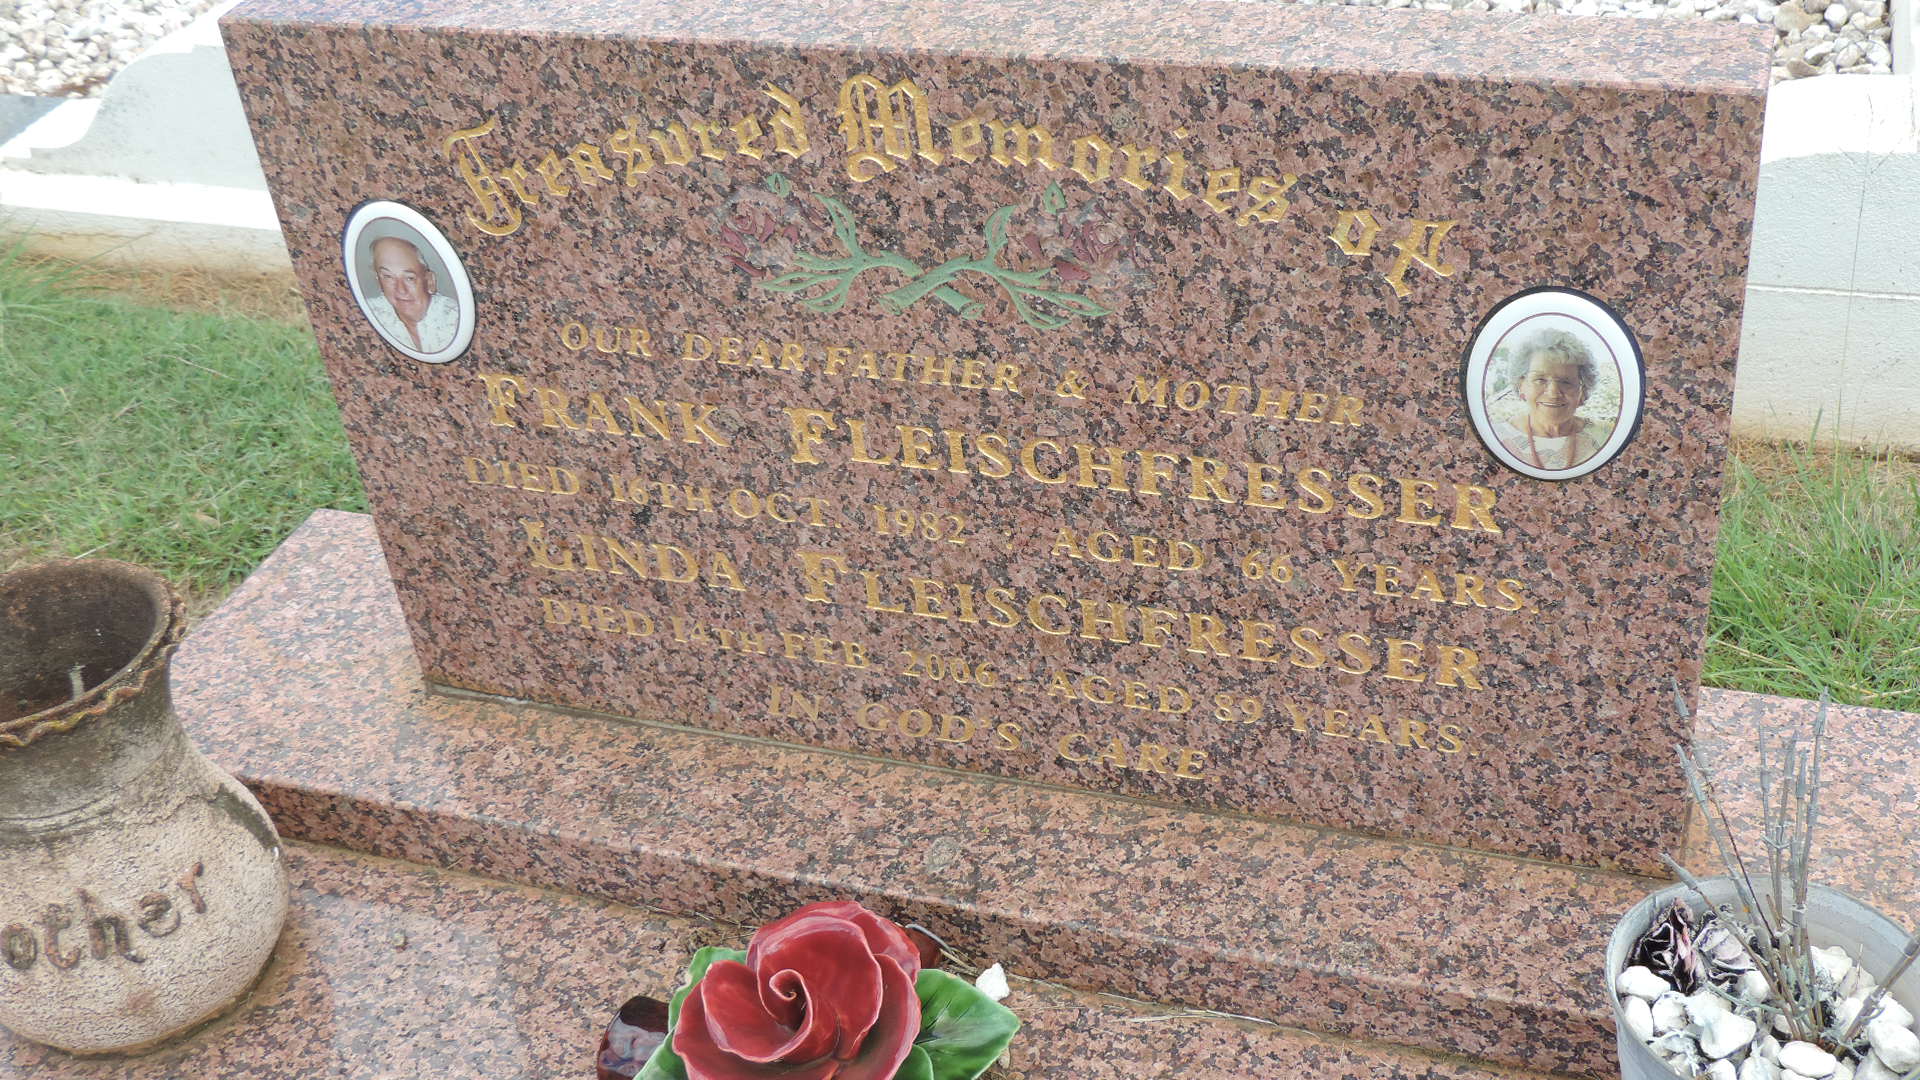 Treasured Memories of
OUR DEAR FATHER & MOTHER
FRANK FLEISCHFRESSER
DIED 16TH OCT. 1982 : AGED 66 YEARS.
LINDA FLEISCHFRESSER
DIED 14TH FEB 2006 : AGED 89 YEARS.
IN GOD'S CARE.
other